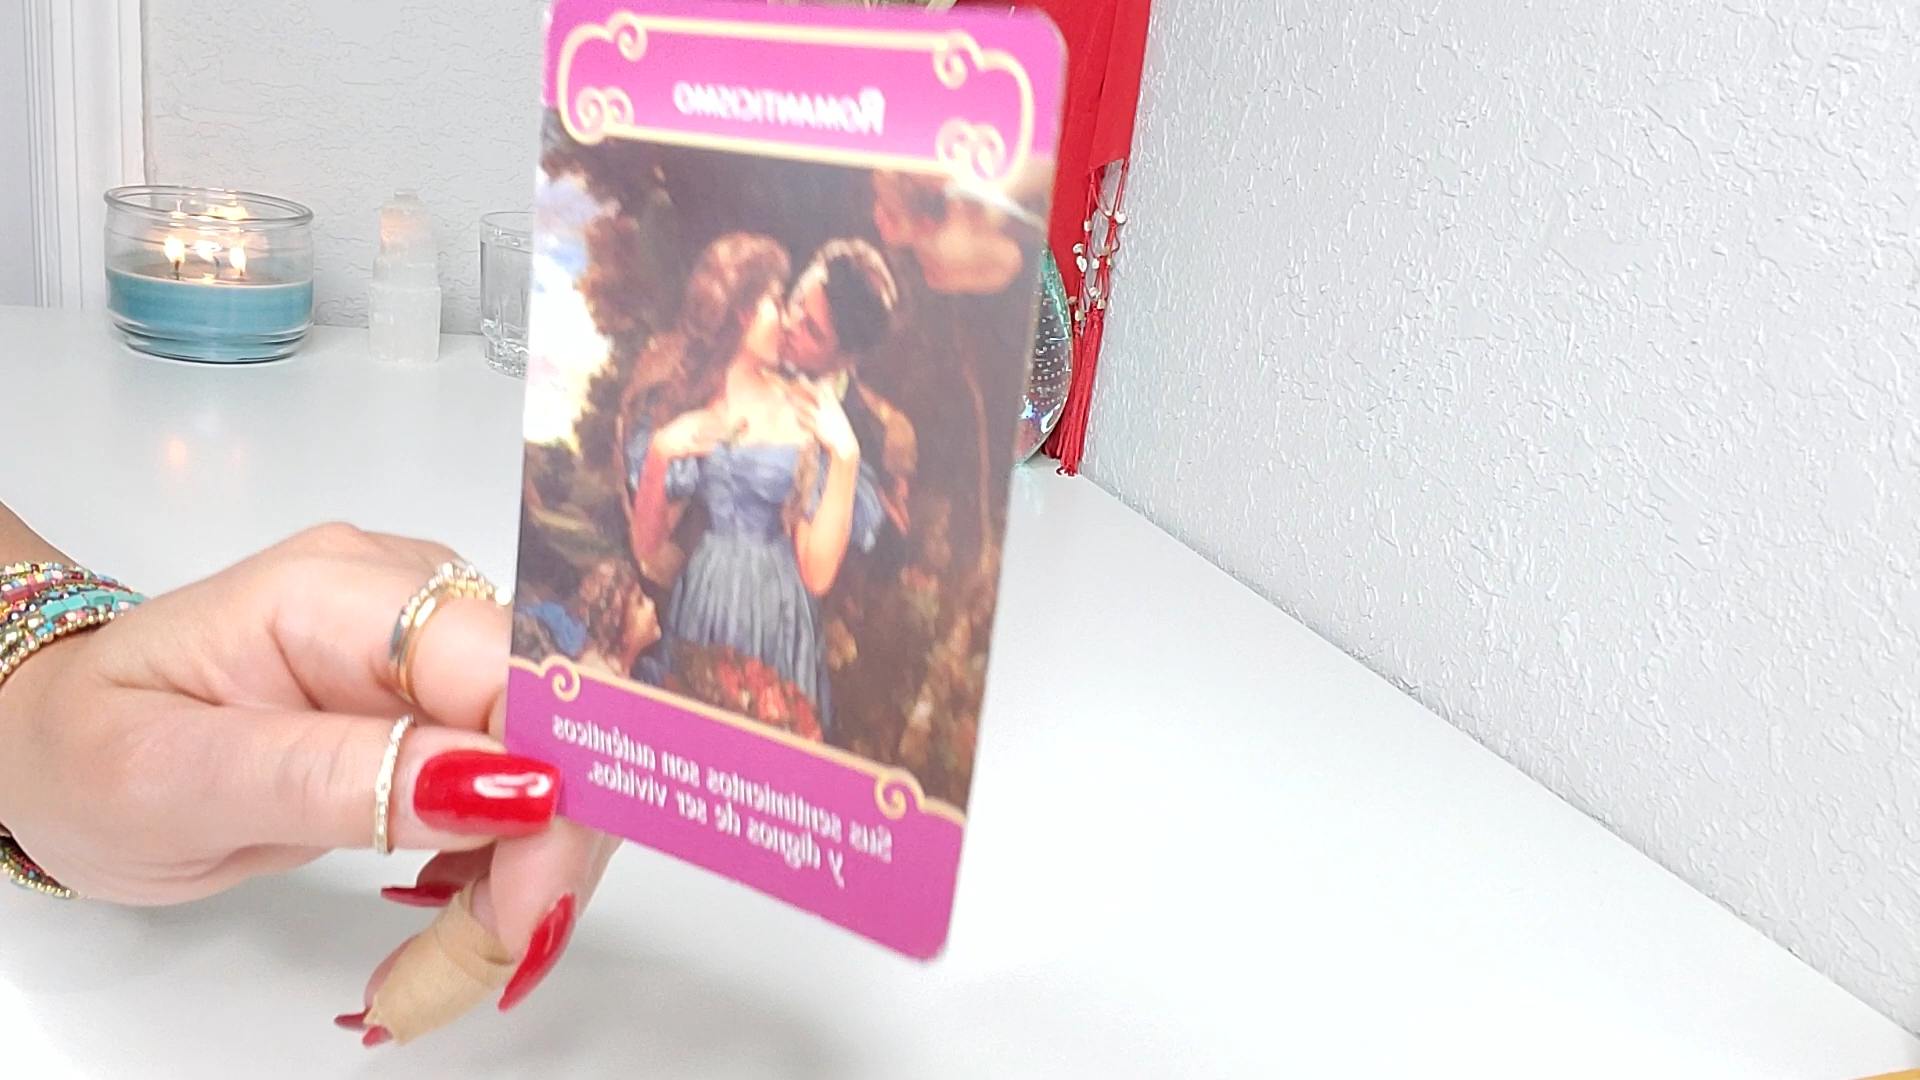 ROMANTICISMO
Sus sentimientos son auténticos
y dignos de ser vividos.